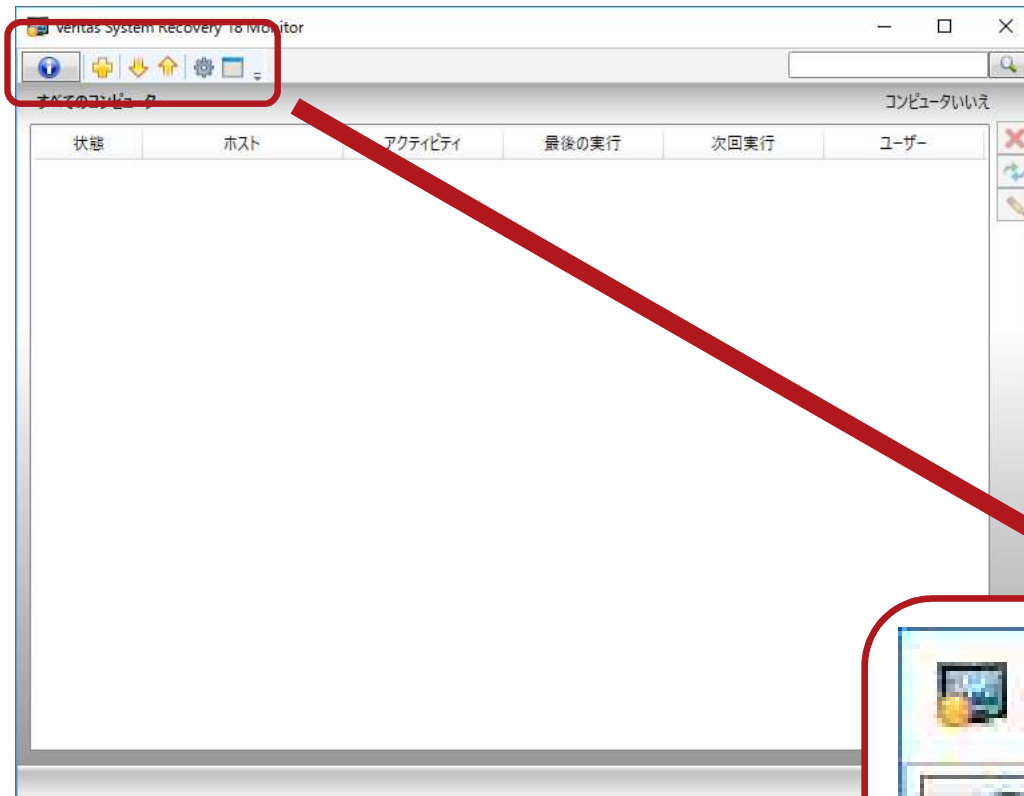 Veritas System Recovery 18 Monitor
すべてのコンピュータ
コンピュータいいえ
状態 ホスト アクティビティ 最後の実行 次回実行 ユーザー